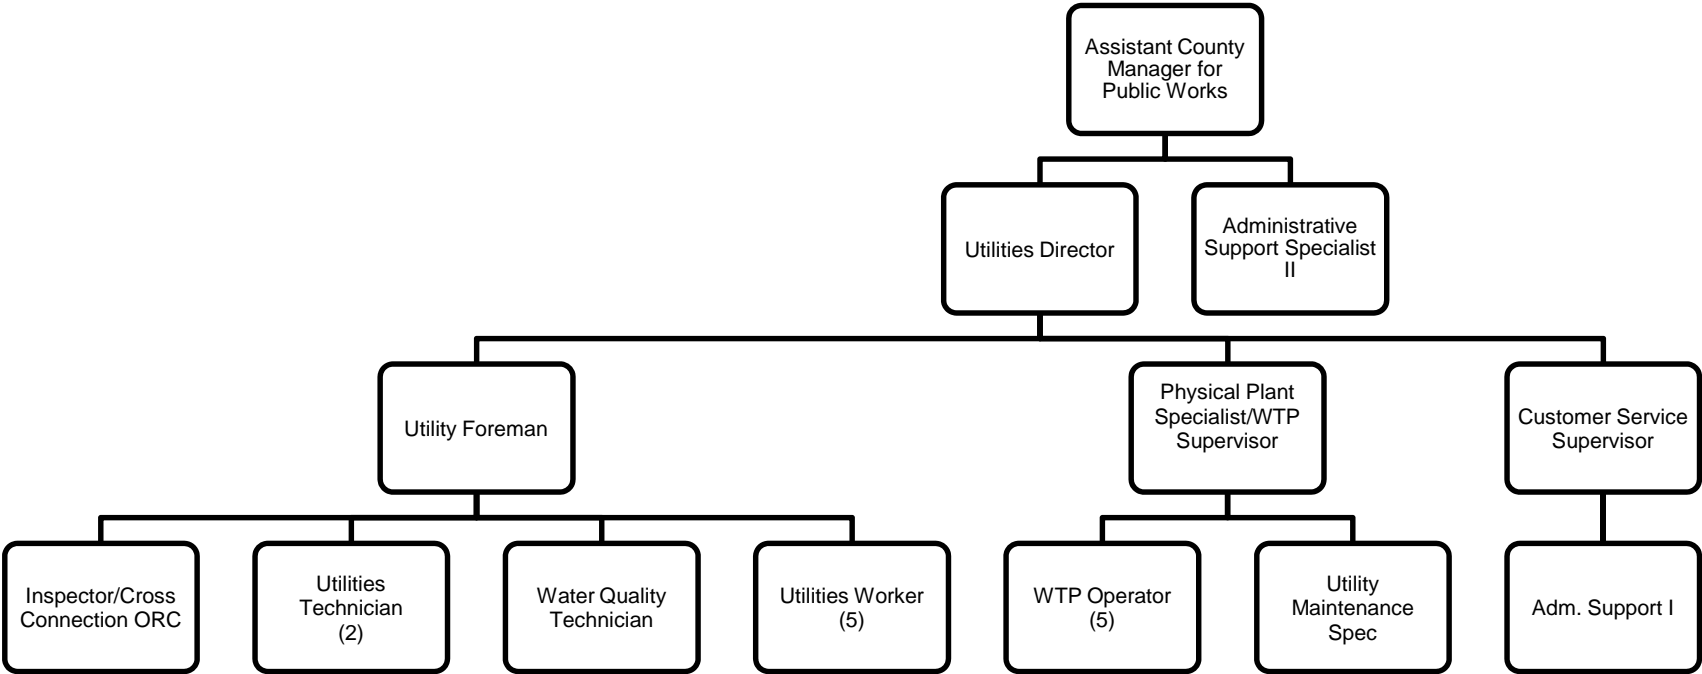 Assistant County
Manager for
Public Works
Utilities Director
Administrative
Support Specialist
II
Utility Foreman
Physical Plant
Specialist/WTP
Supervisor
Customer Service
Supervisor
Inspector/Cross
Connection ORC
Utilities
Technician
(2)
Water Quality
Technician
Utilities Worker
(5)
WTP Operator
(5)
Utility
Maintenance
Spec
Adm. Support I